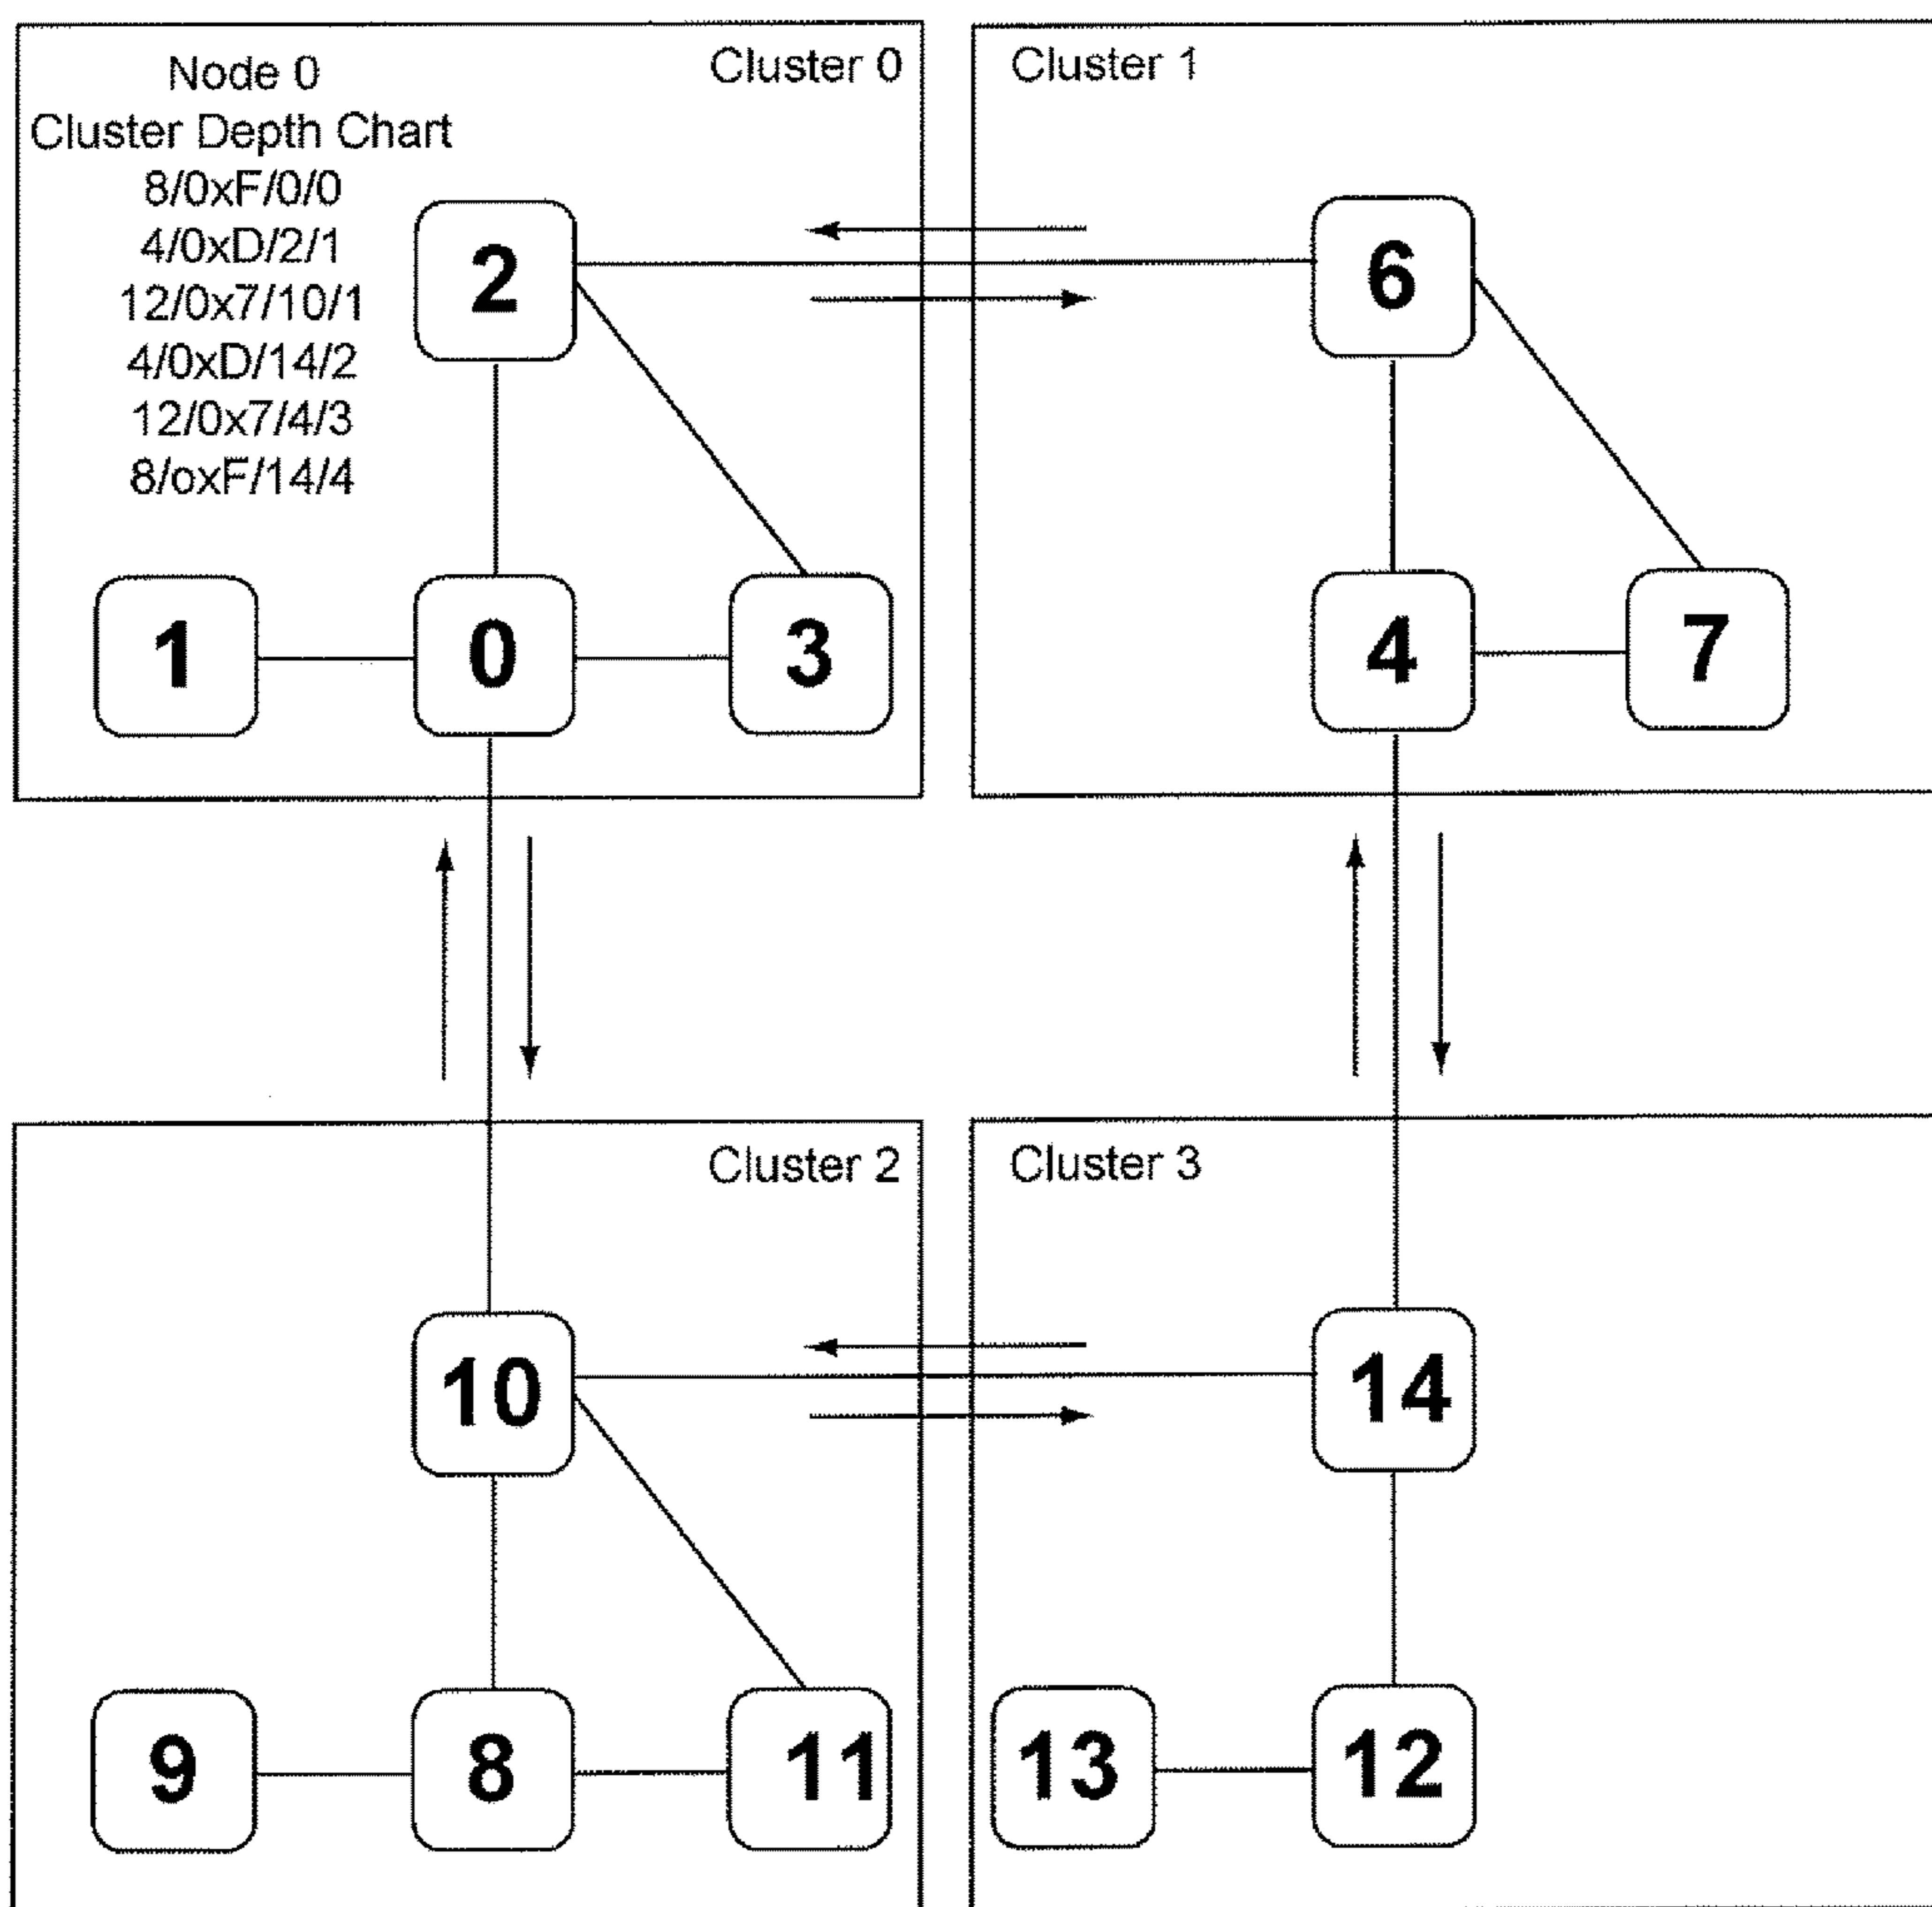 Node 0
Cluster Depth Chart
8/0xF/0/0
4/0xD/2/1
12/0x7/10/1
4/0xD/14/2
12/0x7/4/3
8/oxF/14/4
Cluster 0
2
1
0
3
Cluster 1
6
4
7
Cluster 2
10
9
8
11
Cluster 3
14
13
12